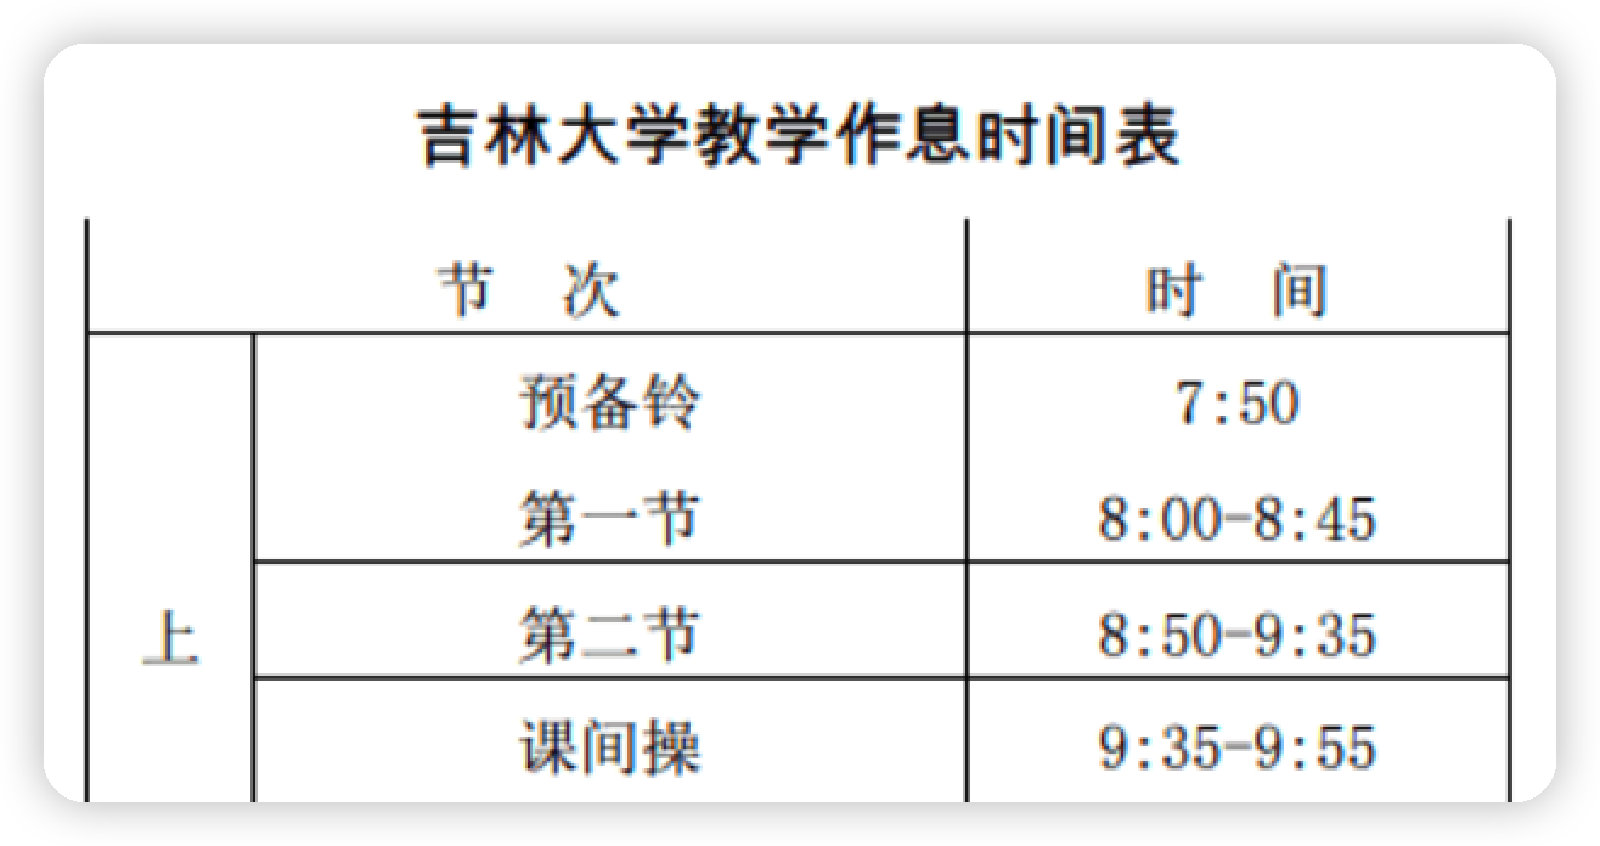 吉林大学教学作息时间表
节 次 时 间
预备铃 7:50
第一节 8:00-8:45
上 第二节 8:50-9:35
课间操 9:35-9:55